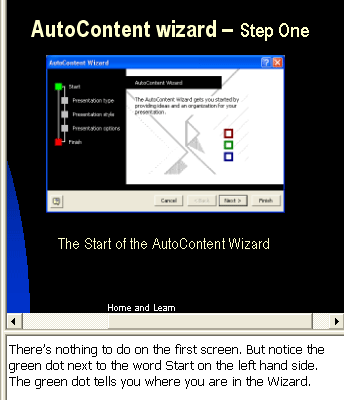 AutoContent wizard – Step One
AutoContent Wizard
Start
Presentation type
Presentation style
Presentation options
Finish
AutoContent Wizard
The AutoContent Wizard gets you started by
providing ideas and an organization for your
presentation.
Cancel
< Back
Next >
Finish
The Start of the AutoContent Wizard
Home and Learn
There's nothing to do on the first screen. But notice the
green dot next to the word Start on the left hand side.
The green dot tells you where you are in the Wizard.